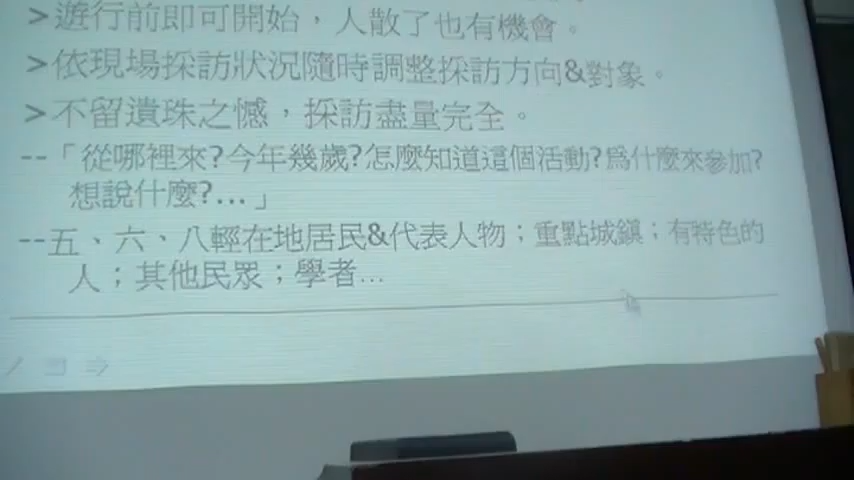 >遊行前即可開始，人散了也有機會。
>依現場採訪狀況隨時調整採訪方向&對象。
>不留遺珠之憾，採訪盡量完全。
--「從哪裡來?今年幾歲?怎麼知道這個活動?為什麼來參加?
想說什麼?...」
--五、六、八輕在地居民&代表人物；重點城鎮；有特色的
人；其他民眾；學者...